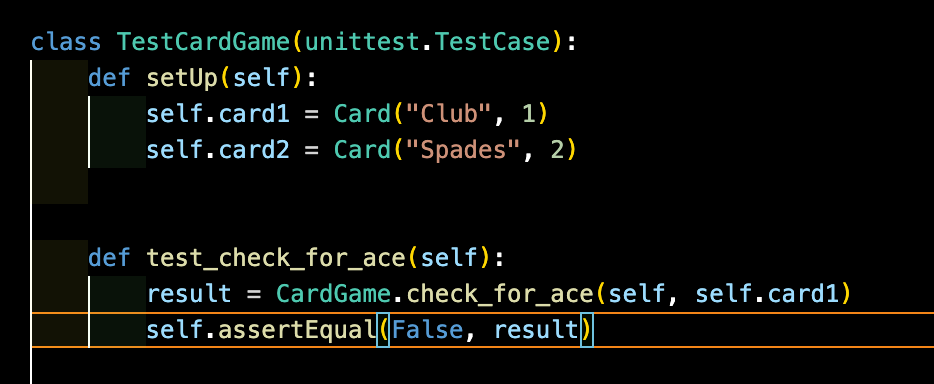 class TestCardGame(unittest.TestCase):
    def setUp(self):
        self.card1 = Card("Club", 1)
        self.card2 = Card("Spades", 2)
    def test_check_for_ace(self):
        result = CardGame.check_for_ace(self, self.card1)
        self.assertEqual(False, result)